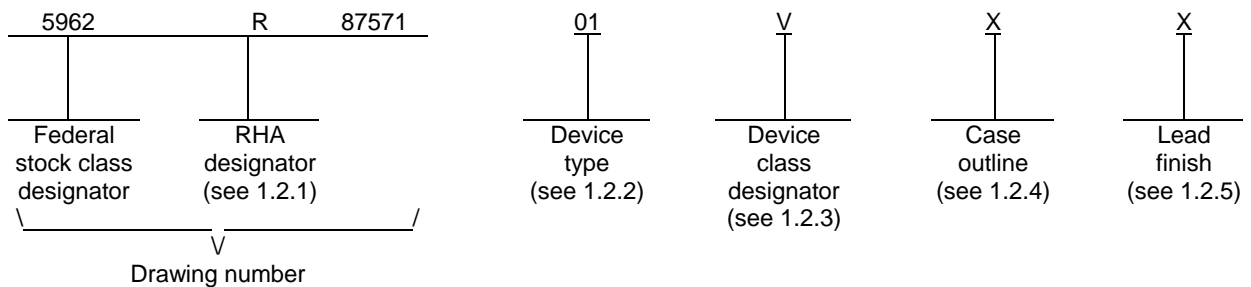 5962 R 87571 01 V X X
Federal stock class designator
RHA designator (see 1.2.1)
Device type (see 1.2.2)
Device class designator (see 1.2.3)
Case outline (see 1.2.4)
Lead finish (see 1.2.5)
Drawing number